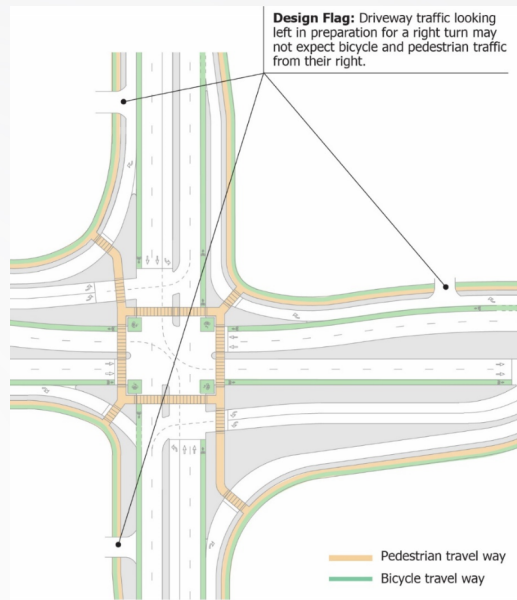 Design Flag: Driveway traffic looking
left in preparation for a right turn may
not expect bicycle and pedestrian traffic
from their right.
Pedestrian travel way
Bicycle travel way